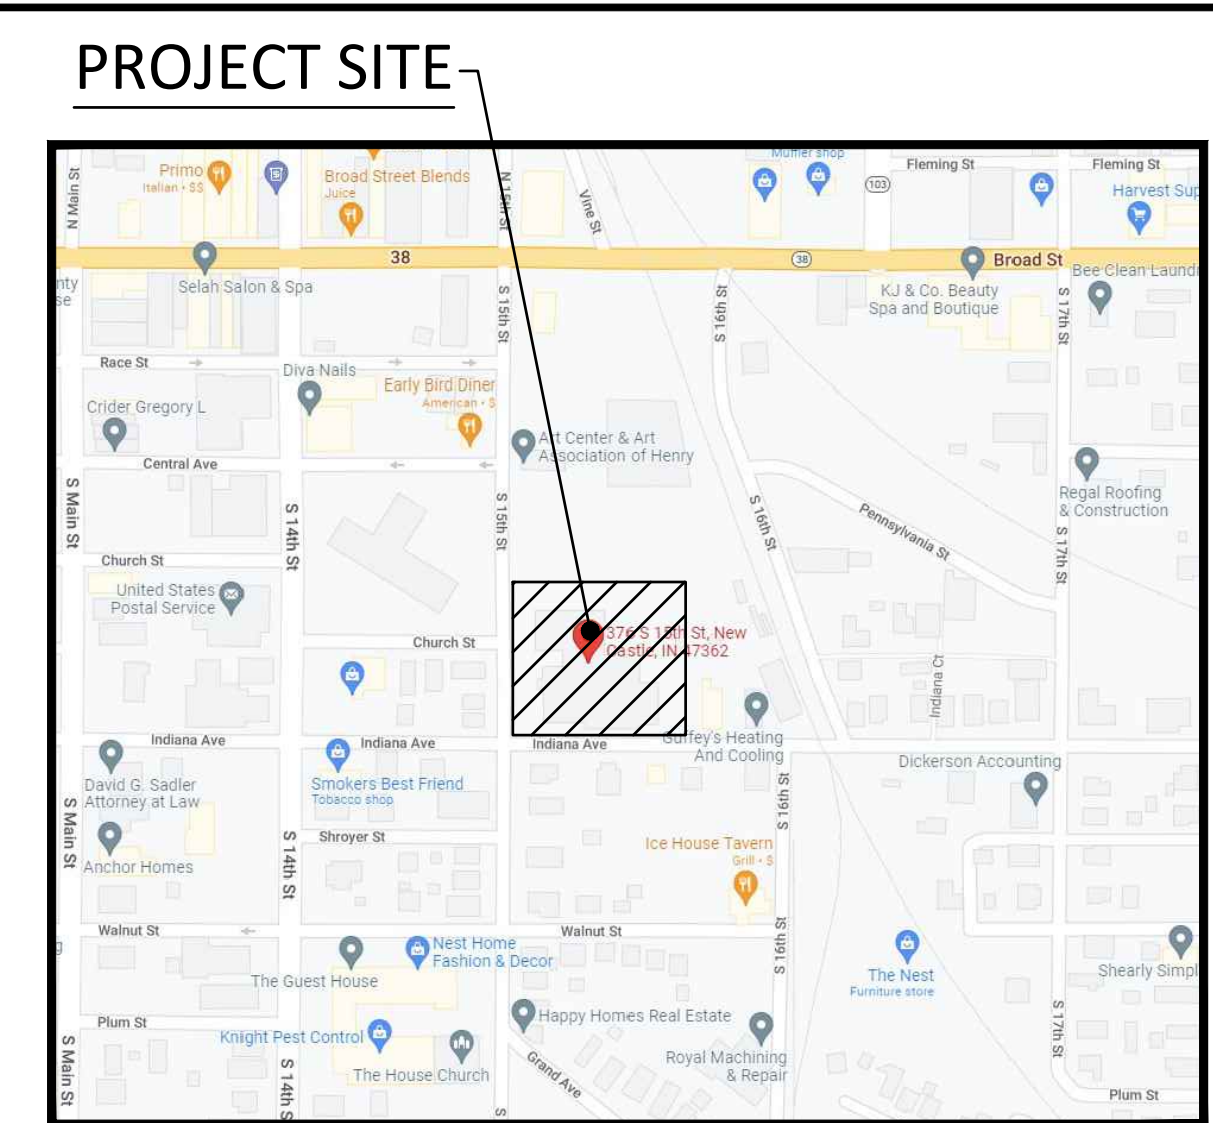 PROJECT SITE
N Main St
Primo
Italian • $$
Broad Street Blends
Juice
N 15th St
Vine St
Muffler shop
103
Fleming St
Fleming St
Harvest Sup
38
38
Broad St
Selah Salon & Spa
nty
se
S 15th St
S 16th St
KJ & Co. Beauty
Spa and Boutique
S 17th St
Bee Clean Laundr
Race St
Diva Nails
Early Bird Diner
American • $
Crider Gregory L
Central Ave
Art Center & Art
Association of Henry
S Main St
S 14th St
S 15th St
S 16th St
Pennsylvania St
Regal Roofing
& Construction
S 17th St
Church St
United States
Postal Service
Church St
376 S 15th St, New
Castle, IN 47362
Indiana Ct
Indiana Ave
Indiana Ave
Indiana Ave
Guffey's Heating
And Cooling
Dickerson Accounting
David G. Sadler
Attorney at Law
Smokers Best Friend
Tobacco shop
S Main St
S 14th St
S 16th St
Shroyer St
Anchor Homes
Ice House Tavern
Grill • $
Walnut St
Walnut St
S 16th St
g
The Guest House
Nest Home
Fashion & Decor
The Nest
Furniture store
Shearly Simpl
Plum St
Knight Pest Control
Happy Homes Real Estate
S 17th St
S Main St
S 14th S
The House Church
Grand Ave
Royal Machining
& Repair
Plum St
S